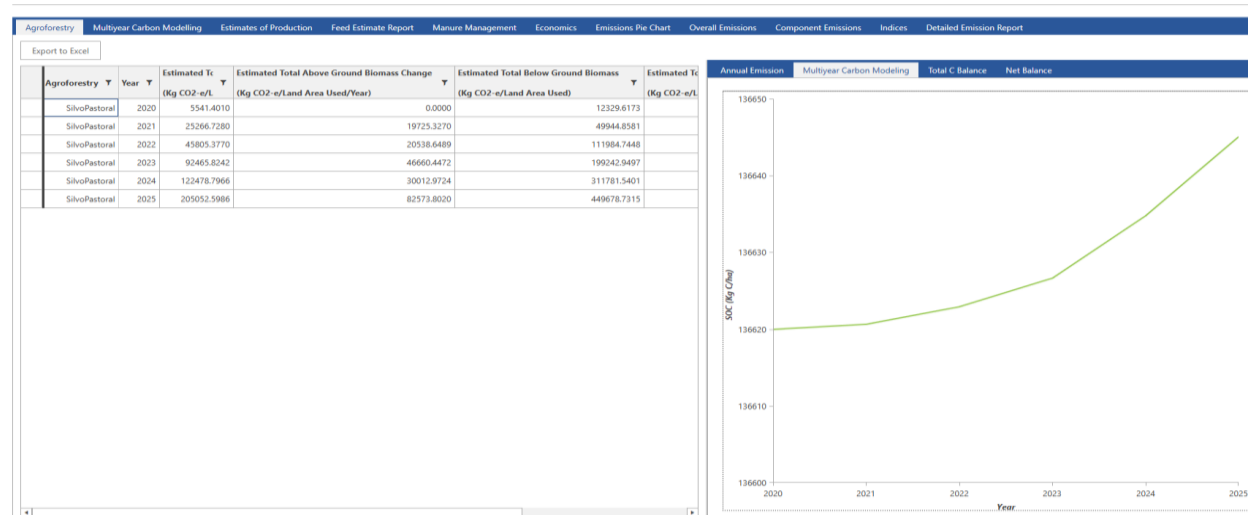 Agroforestry Multiyear Carbon Modelling Estimates of Production Feed Estimate Report Manure Management Economics Emissions Pie Chart Overall Emissions Component Emissions Indices Detailed Emission Report
Export to Excel
Agroforestry Year Estimated Tc (Kg CO2-e/L Estimated Total Above Ground Biomass Change (Kg CO2-e/Land Area Used/Year) Estimated Total Below Ground Biomass (Kg CO2-e/Land Area Used) Estimated Tc (Kg CO2-e/L
SilvoPastoral 2020 5541.4010 0.0000 12329.6173
SilvoPastoral 2021 25266.7280 19725.3270 49944.8581
SilvoPastoral 2022 45805.3770 20538.6489 111984.7448
SilvoPastoral 2023 92465.8242 46660.4472 199242.9497
SilvoPastoral 2024 122478.7966 30012.9724 311781.5401
SilvoPastoral 2025 205052.5986 82573.8020 449678.7315
Annual Emission Multiyear Carbon Modeling Total C Balance Net Balance
136650
136640
136630
136620
136610
136600
SOC (Kg C/ha)
2020 2021 2022 2023 2024 2025
Year